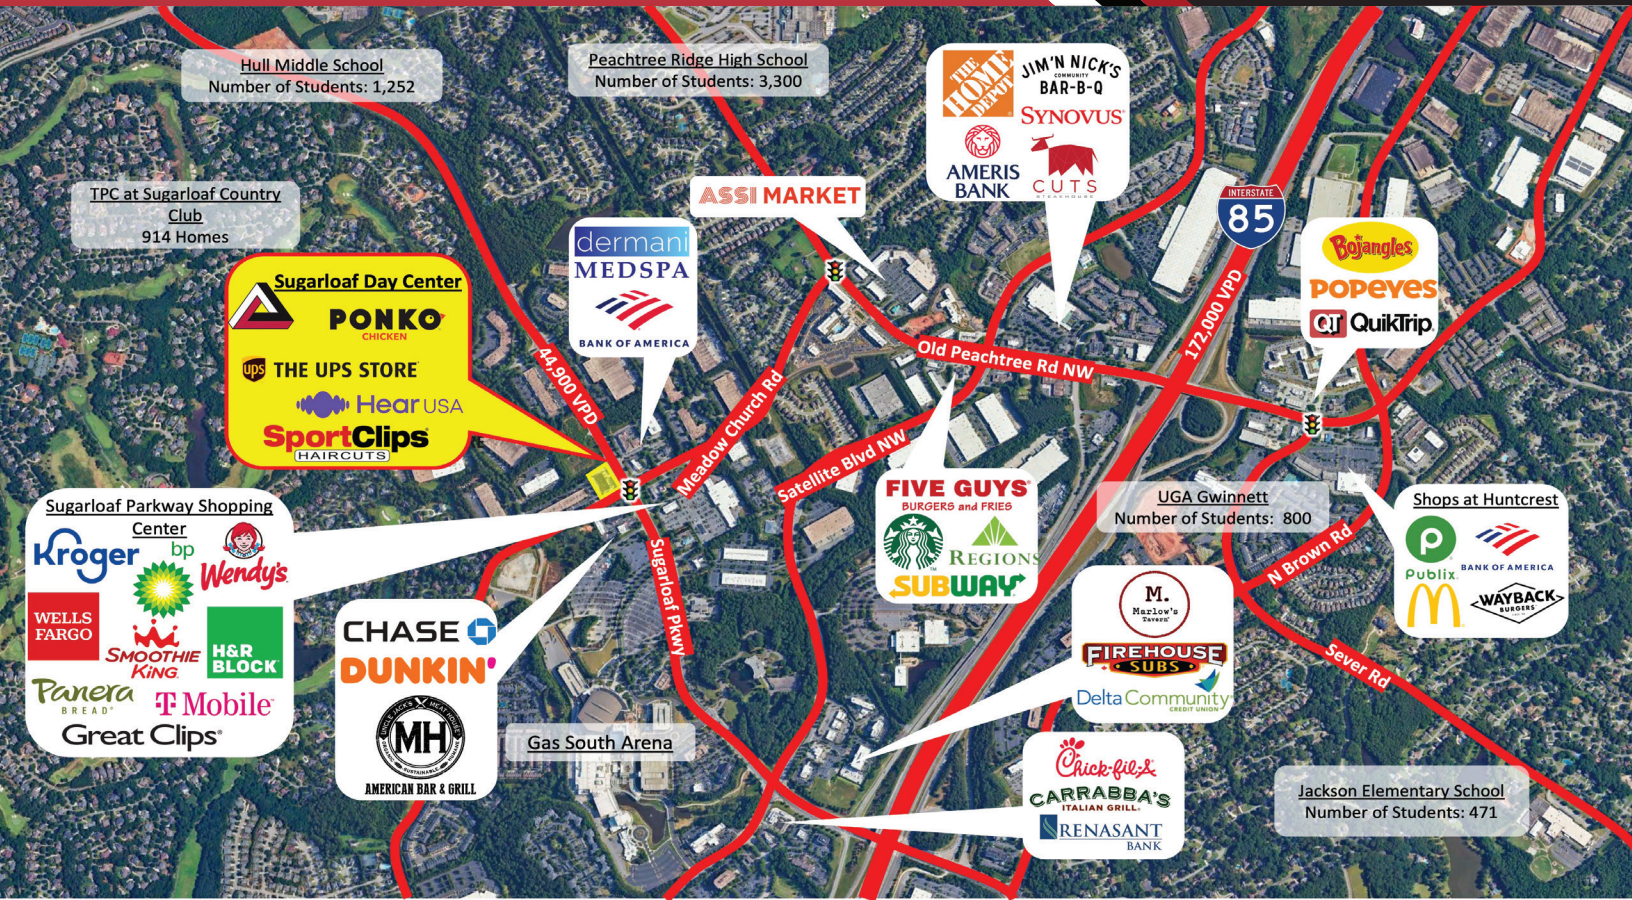 Hull Middle School
Number of Students: 1,252
Peachtree Ridge High School
Number of Students: 3,300
THE
HOME
DEPOT
JIM'N NICK'S
COMMUNITY
BAR-B-Q
SYNOVUS
AMERIS
BANK
CUTS
STEAKHOUSE
TPC at Sugarloaf Country
Club
914 Homes
ASSI MARKET
INTERSTATE
85
dermani
MEDSPA
BANK OF AMERICA
Bojangles
POPEYES
QT QuikTrip
Sugarloaf Day Center
PONKO
CHICKEN
ups THE UPS STORE
HearUSA
SportClips
HAIRCUTS
44,900 VPD
Meadow Church Rd
Old Peachtree Rd NW
172,000 VPD
Satellite Blvd NW
Sugarloaf Pkwy
N Brown Rd
Sever Rd
Sugarloaf Parkway Shopping
Center
Kroger
bp
Wendy's
WELLS
FARGO
SMOOTHIE
KING
H&R
BLOCK
Panera
BREAD
T Mobile
Great Clips
CHASE
DUNKIN'
UNCLE JACK'S MEAT HOUSE
MH
ORGANIC SUSTAINABLE HUMANE
AMERICAN BAR & GRILL
Gas South Arena
FIVE GUYS
BURGERS and FRIES
REGIONS
SUBWAY
UGA Gwinnett
Number of Students: 800
Shops at Huntcrest
Publix
BANK OF AMERICA
WAYBACK
BURGERS
M.
Marlow's
Tavern
FIREHOUSE
SUBS
Delta Community
CREDIT UNION
Chick-fil-A
CARRABBA'S
ITALIAN GRILL
RENASANT
BANK
Jackson Elementary School
Number of Students: 471